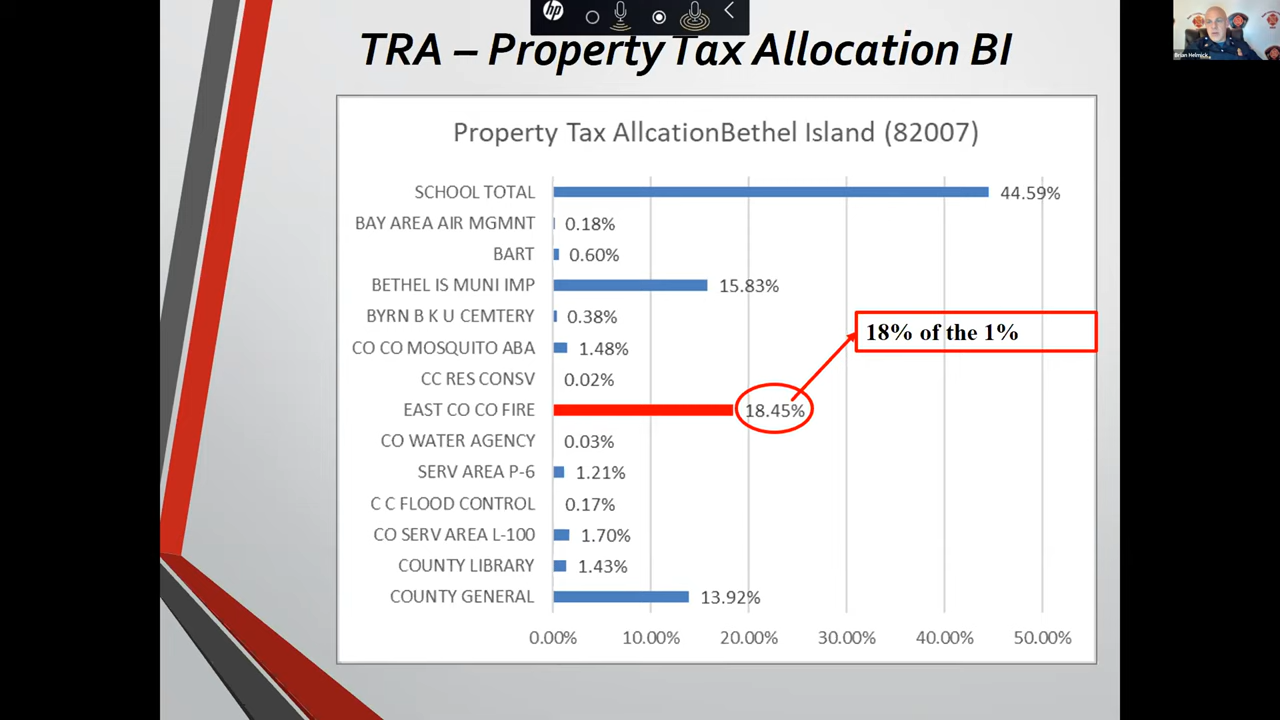 hp
TRA – Property Tax Allocation BI
Brian Helmick
Property Tax AllcationBethel Island (82007)
SCHOOL TOTAL 44.59%
BAY AREA AIR MGMNT 0.18%
BART 0.60%
BETHEL IS MUNI IMP 15.83%
BYRN B K U CEMTERY 0.38%
18% of the 1%
CO CO MOSQUITO ABA 1.48%
CC RES CONSV 0.02%
EAST CO CO FIRE 18.45%
CO WATER AGENCY 0.03%
SERV AREA P-6 1.21%
C C FLOOD CONTROL 0.17%
CO SERV AREA L-100 1.70%
COUNTY LIBRARY 1.43%
COUNTY GENERAL 13.92%
0.00% 10.00% 20.00% 30.00% 40.00% 50.00%